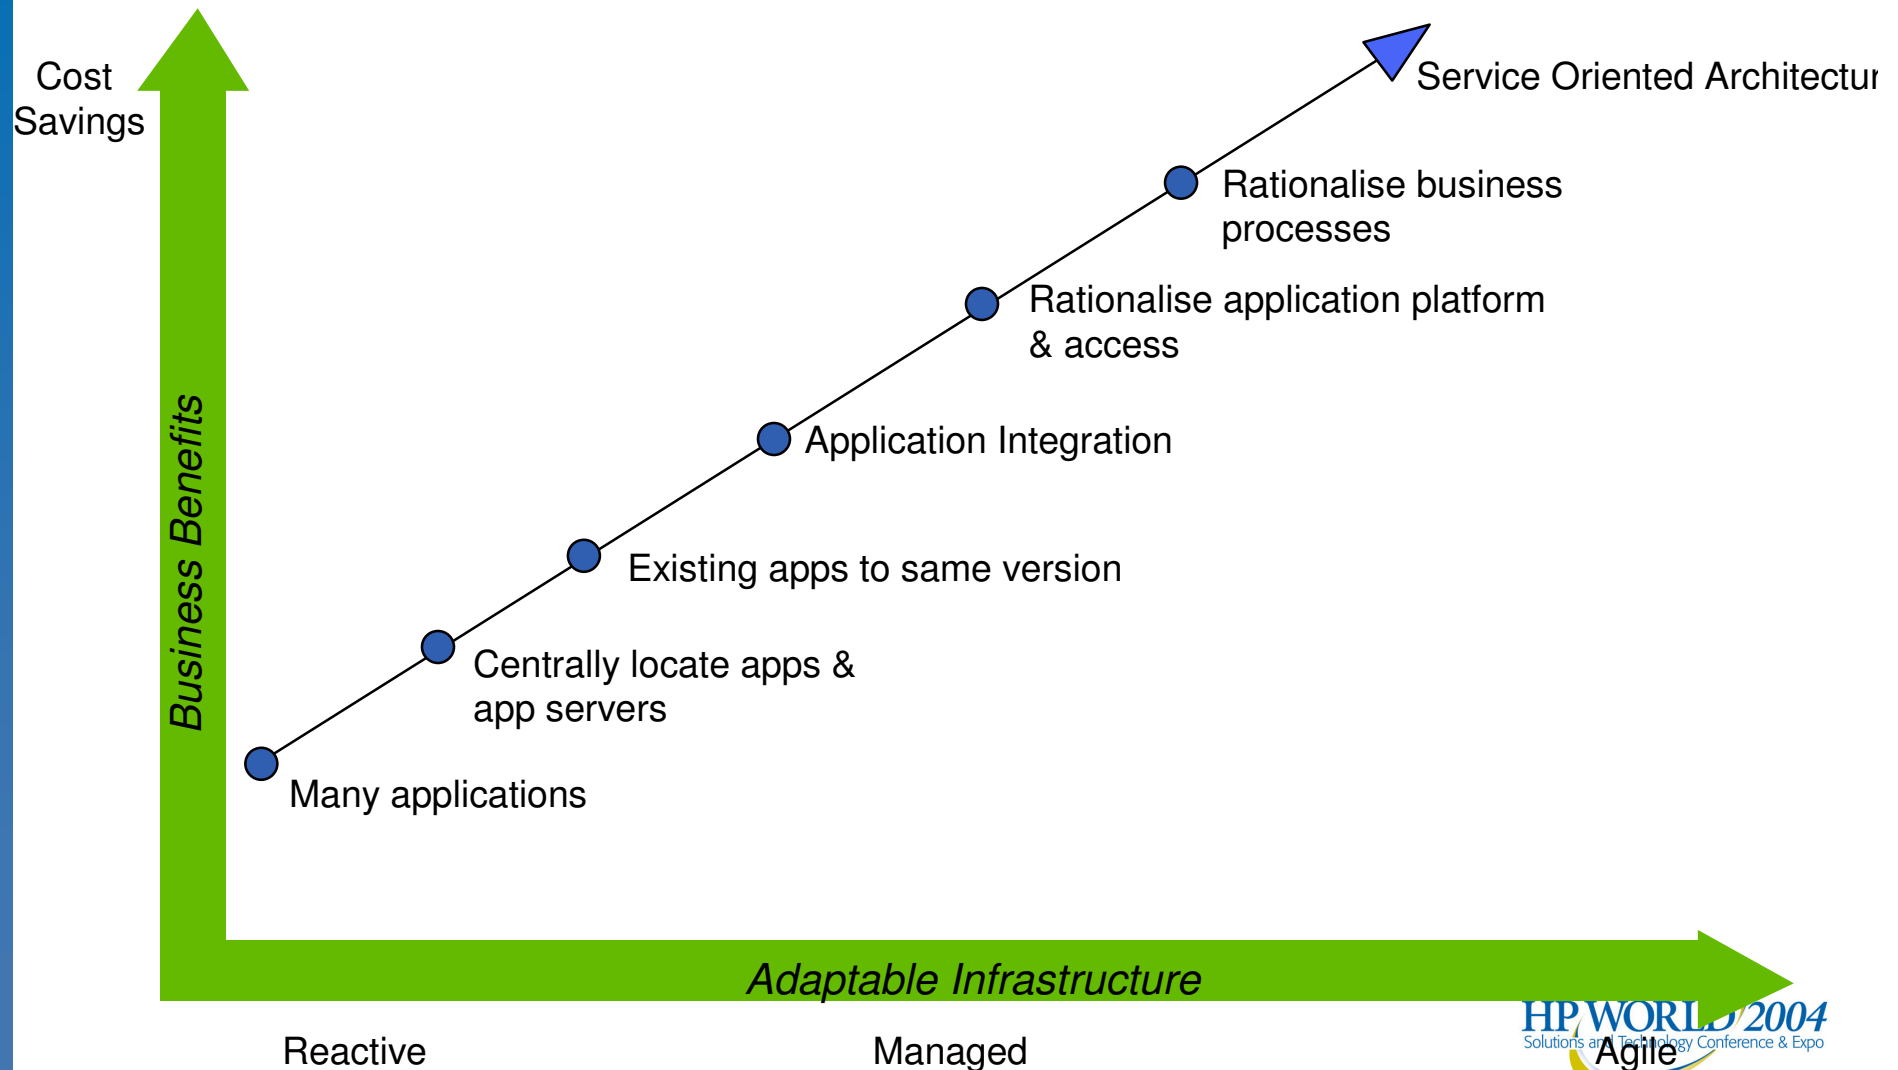 Cost
Savings
Service Oriented Architectur
Rationalise business
processes
Rationalise application platform
& access
Application Integration
Existing apps to same version
Centrally locate apps &
app servers
Many applications
Business Benefits
Adaptable Infrastructure
HP WORLD 2004
Solutions and Technology Conference & Expo
Reactive
Managed
Agile